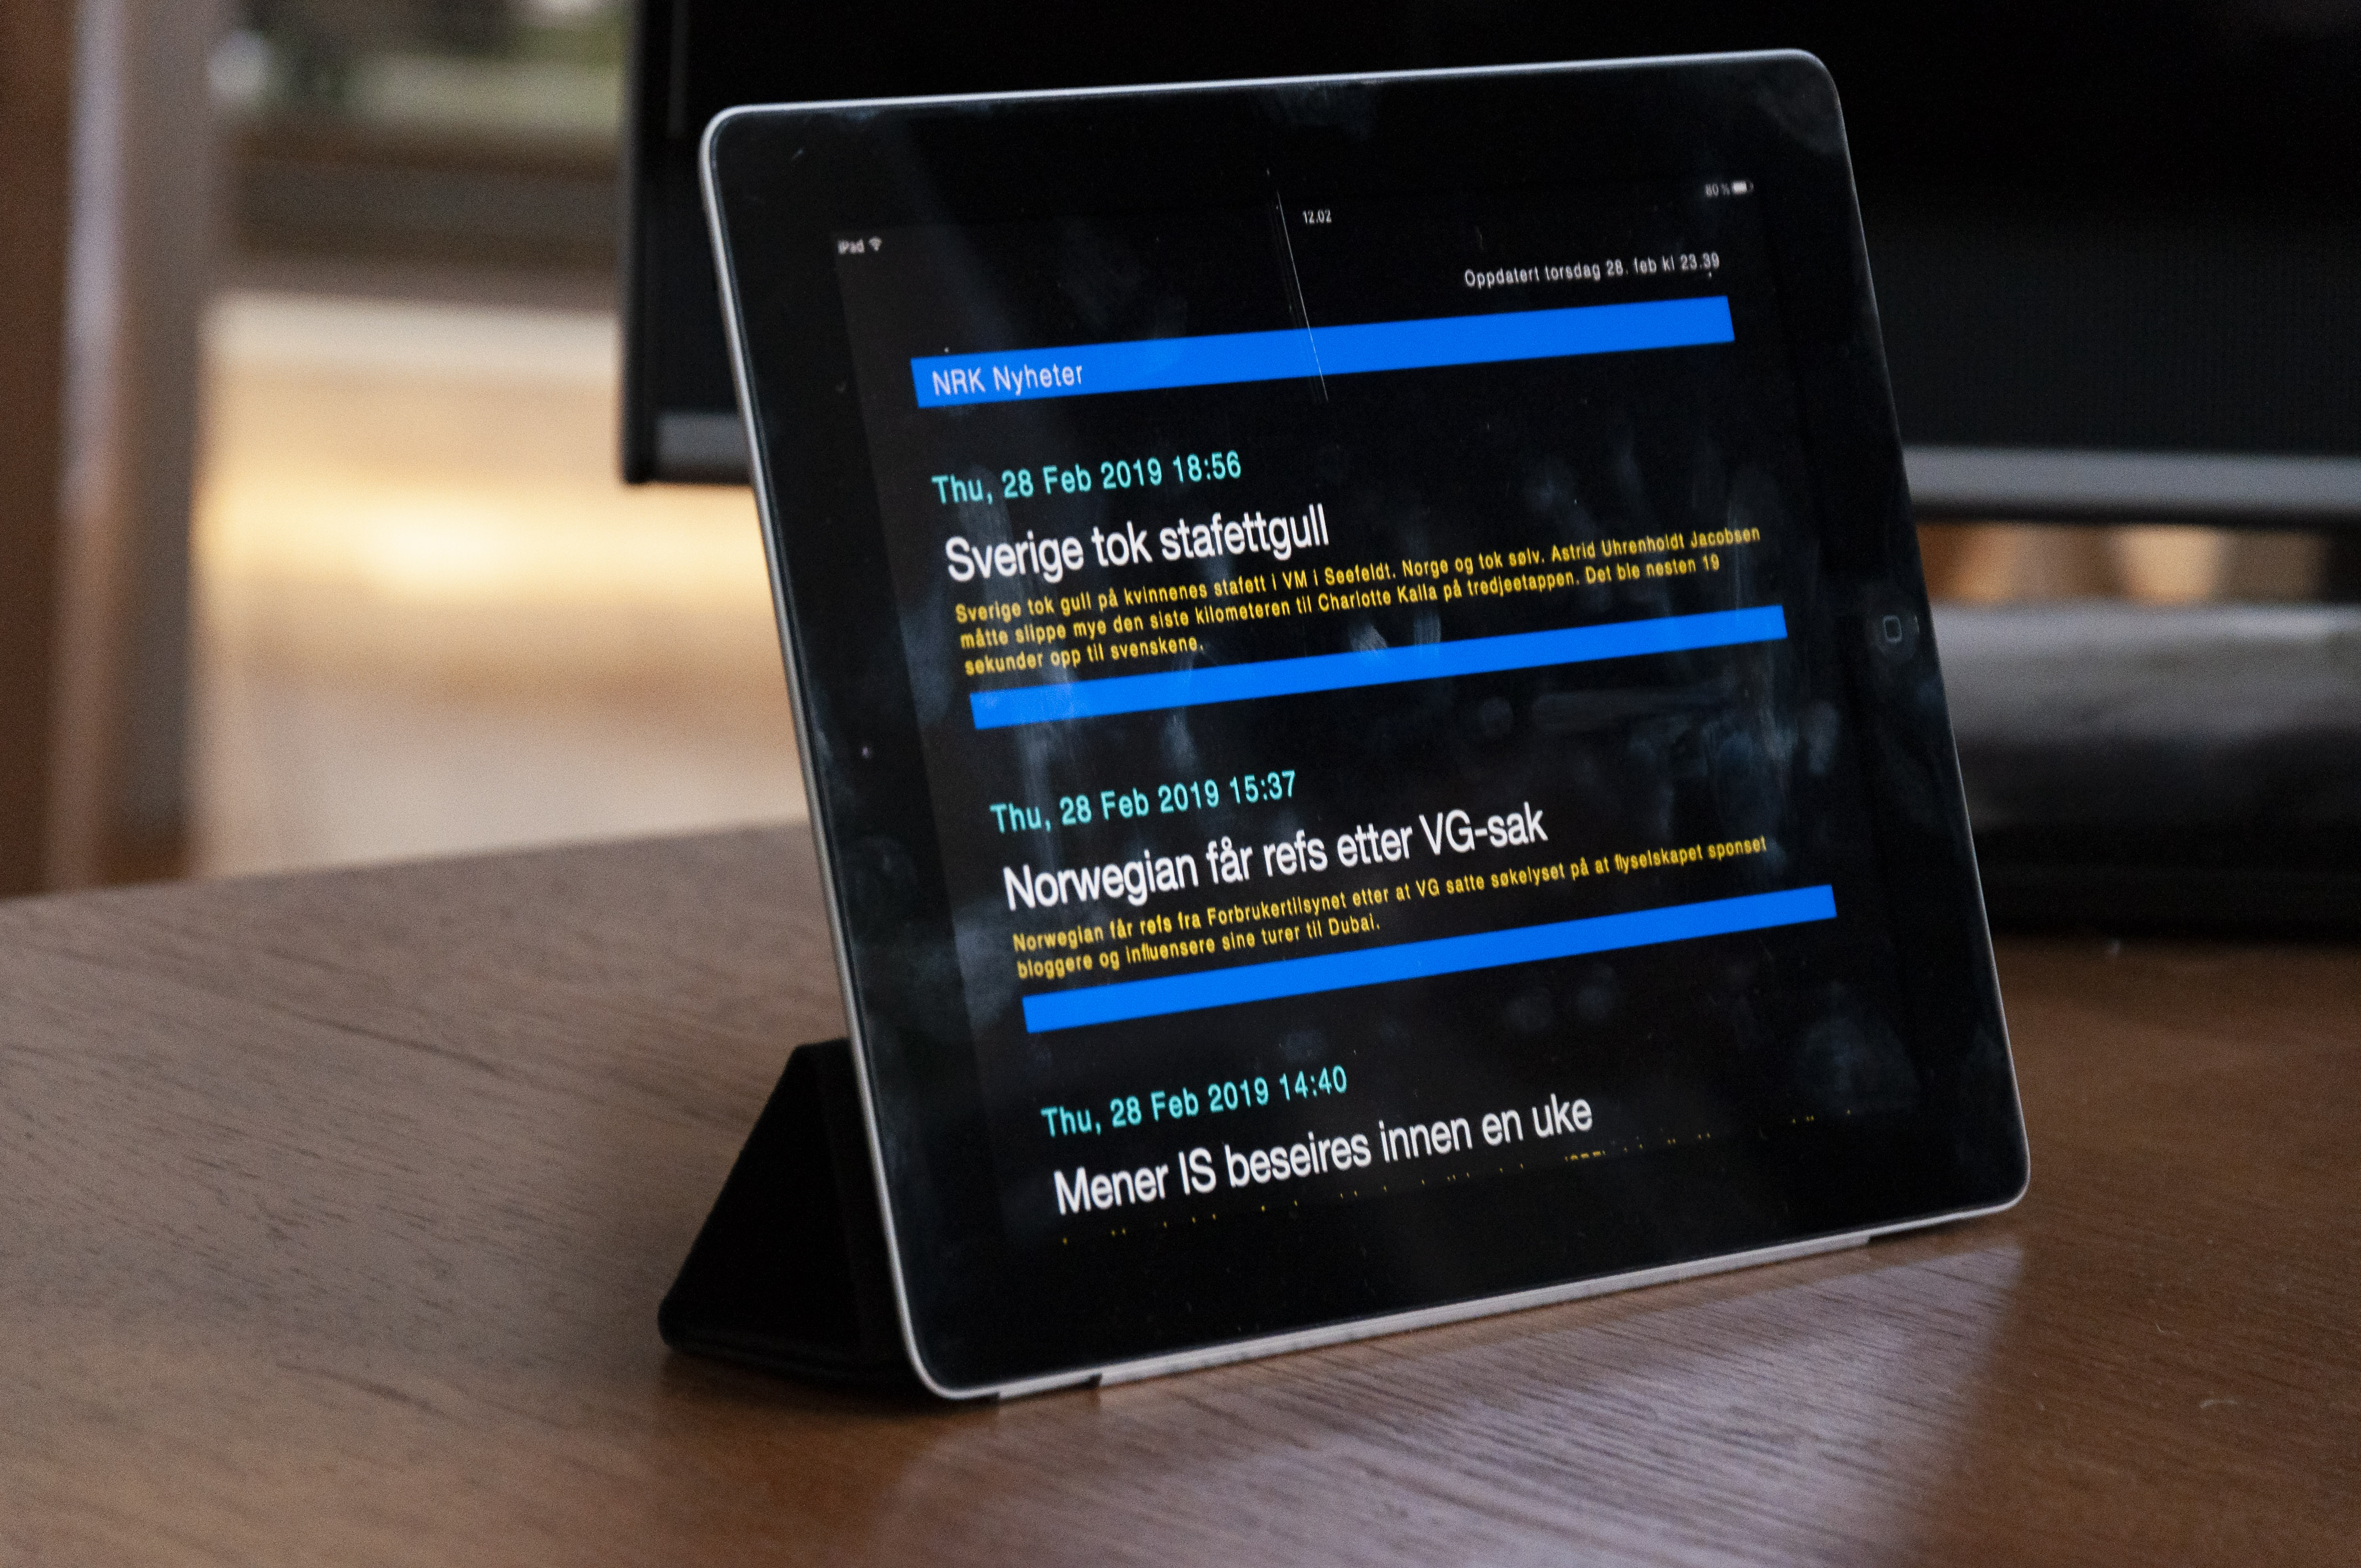 iPad
12.02
80 %
Oppdatert torsdag 28. feb kl 23.39
NRK Nyheter
Thu, 28 Feb 2019 18:56
Sverige tok stafettgull
Sverige tok gull på kvinnenes stafett i VM i Seefeldt. Norge og tok sølv. Astrid Uhrenholdt Jacobsen
måtte slippe mye den siste kilometeren til Charlotte Kalla på tredjeetappen. Det ble nesten 19
sekunder opp til svenskene.
Thu, 28 Feb 2019 15:37
Norwegian får refs etter VG-sak
Norwegian får refs fra Forbrukertilsynet etter at VG satte søkelyset på at flyselskapet sponset
bloggere og influensere sine turer til Dubai.
Thu, 28 Feb 2019 14:40
Mener IS beseires innen en uke